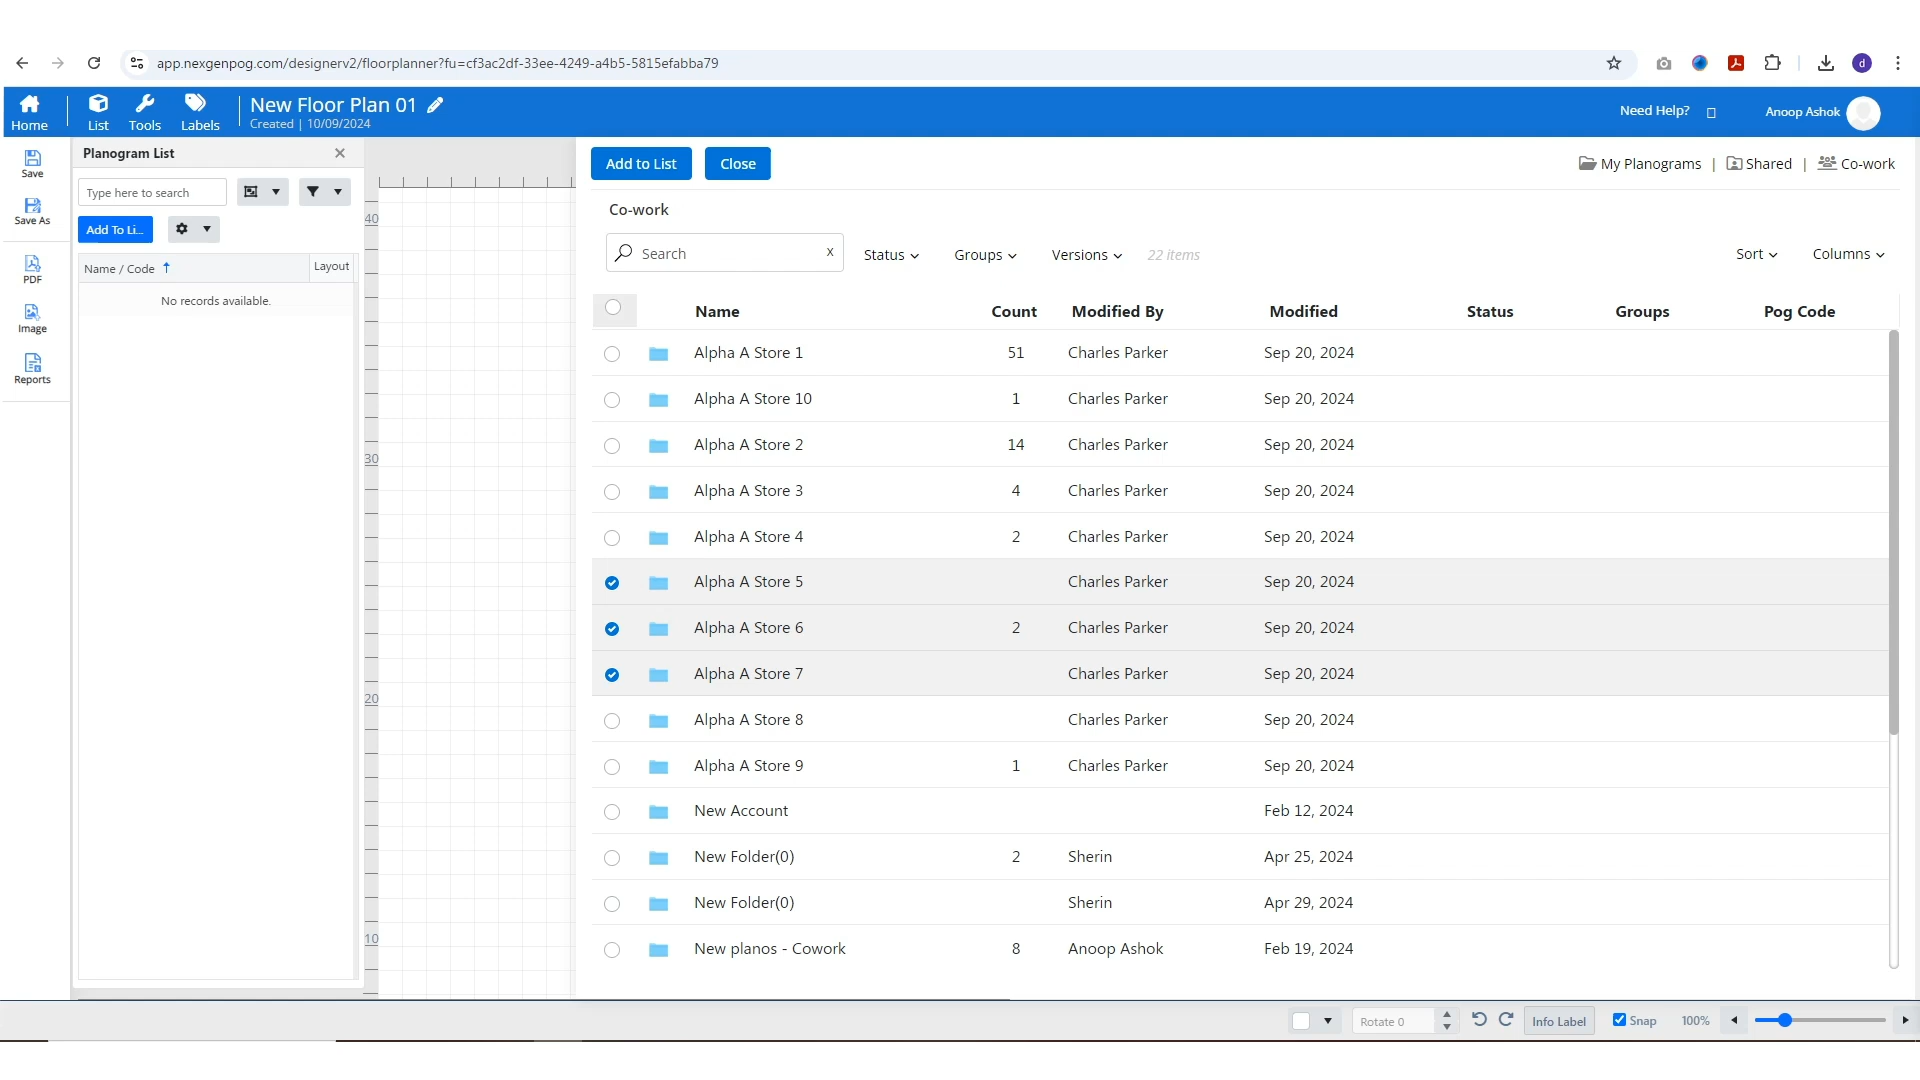 app.nexgenpog.com/designerv2/floorplanner?fu=cf3ac2df-33ee-4249-a4b5-5815efabba79
d
Home
List
Tools
Labels
New Floor Plan 01
Created | 10/09/2024
Need Help?
Anoop Ashok
Save
Save As
PDF
Image
Reports
Planogram List
Type here to search
Add To Li...
Name / Code
Layout
No records available.
40
30
20
10
Add to List
Close
My Planograms | Shared | Co-work
Co-work
Search x
Status
Groups
Versions
22 items
Sort
Columns
Name Count Modified By Modified Status Groups Pog Code
Alpha A Store 1 51 Charles Parker Sep 20, 2024
Alpha A Store 10 1 Charles Parker Sep 20, 2024
Alpha A Store 2 14 Charles Parker Sep 20, 2024
Alpha A Store 3 4 Charles Parker Sep 20, 2024
Alpha A Store 4 2 Charles Parker Sep 20, 2024
Alpha A Store 5 Charles Parker Sep 20, 2024
Alpha A Store 6 2 Charles Parker Sep 20, 2024
Alpha A Store 7 Charles Parker Sep 20, 2024
Alpha A Store 8 Charles Parker Sep 20, 2024
Alpha A Store 9 1 Charles Parker Sep 20, 2024
New Account Feb 12, 2024
New Folder(0) 2 Sherin Apr 25, 2024
New Folder(0) Sherin Apr 29, 2024
New planos - Cowork 8 Anoop Ashok Feb 19, 2024
Rotate 0
Info Label
Snap
100%